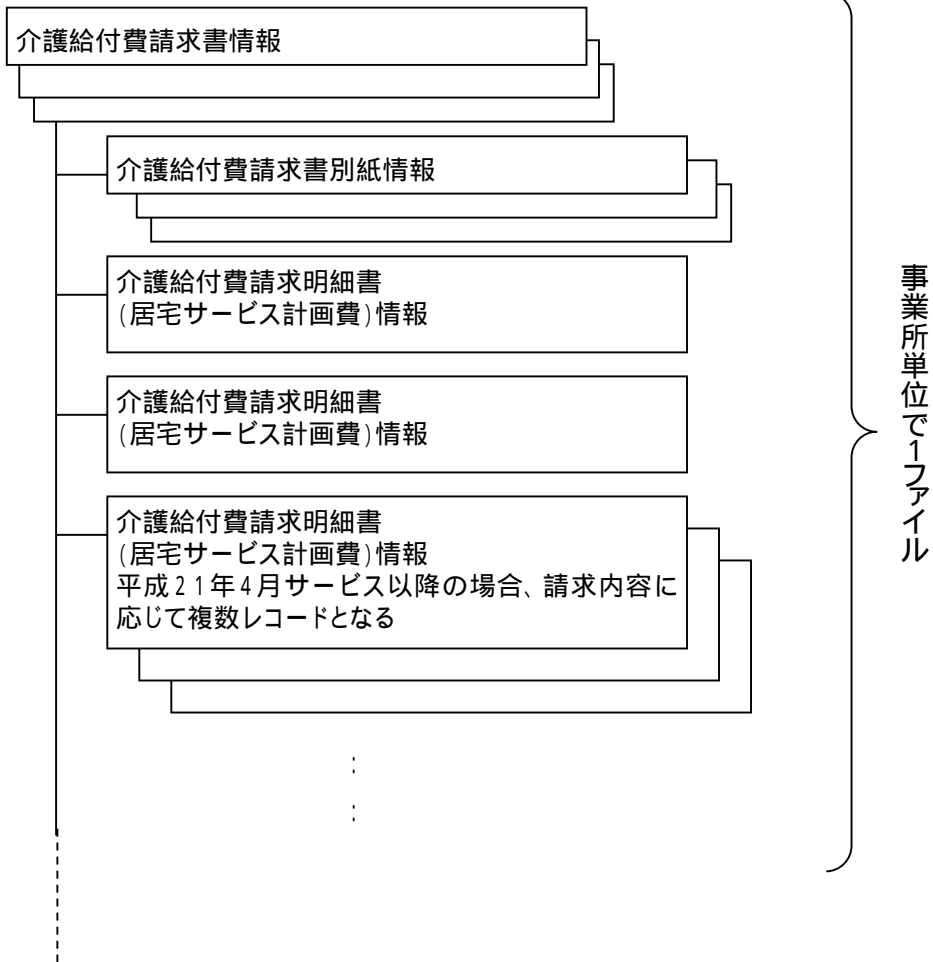 介護給付費請求書情報
介護給付費請求書別紙情報
介護給付費請求明細書
(居宅サービス計画費)情報
介護給付費請求明細書
(居宅サービス計画費)情報
介護給付費請求明細書
(居宅サービス計画費)情報
平成21年4月サービス以降の場合、請求内容に
応じて複数レコードとなる
:
:
事業所単位で1ファイル